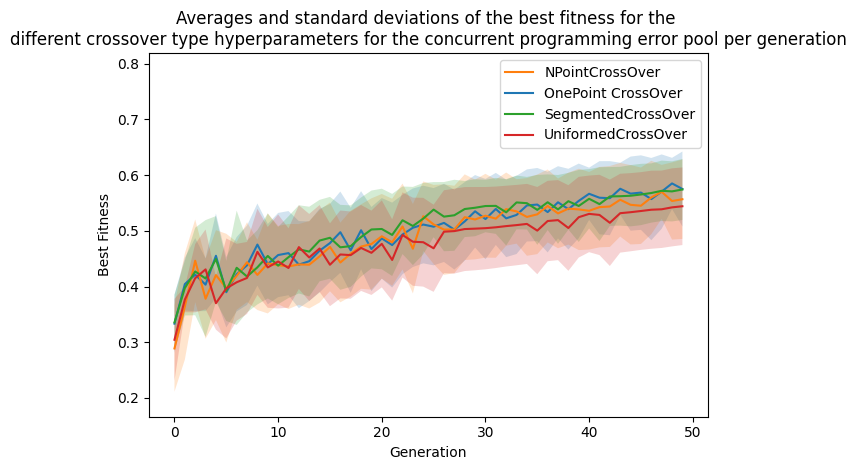 Averages and standard deviations of the best fitness for the
different crossover type hyperparameters for the concurrent programming error pool per generation
0.8
0.7
0.6
0.5
0.4
0.3
0.2
Best Fitness
NPointCrossOver
OnePoint CrossOver
SegmentedCrossOver
UniformedCrossOver
0 10 20 30 40 50
Generation